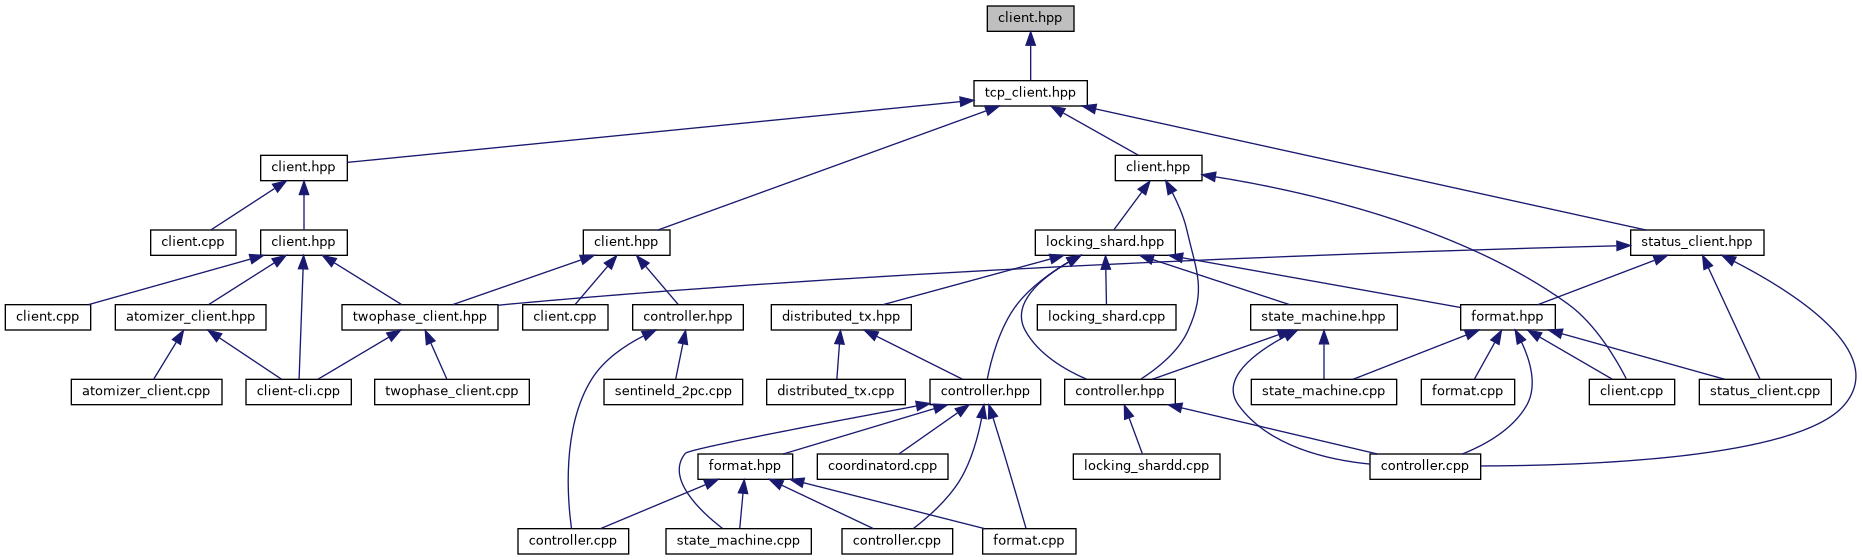 client.hpp
tcp_client.hpp
client.hpp
client.hpp
client.cpp
client.hpp
client.hpp
locking_shard.hpp
status_client.hpp
client.cpp
atomizer_client.hpp
twophase_client.hpp
client.cpp
controller.hpp
distributed_tx.hpp
locking_shard.cpp
state_machine.hpp
format.hpp
atomizer_client.cpp
client-cli.cpp
twophase_client.cpp
sentineld_2pc.cpp
distributed_tx.cpp
controller.hpp
controller.hpp
state_machine.cpp
format.cpp
client.cpp
status_client.cpp
format.hpp
coordinatord.cpp
locking_shardd.cpp
controller.cpp
controller.cpp
state_machine.cpp
controller.cpp
format.cpp